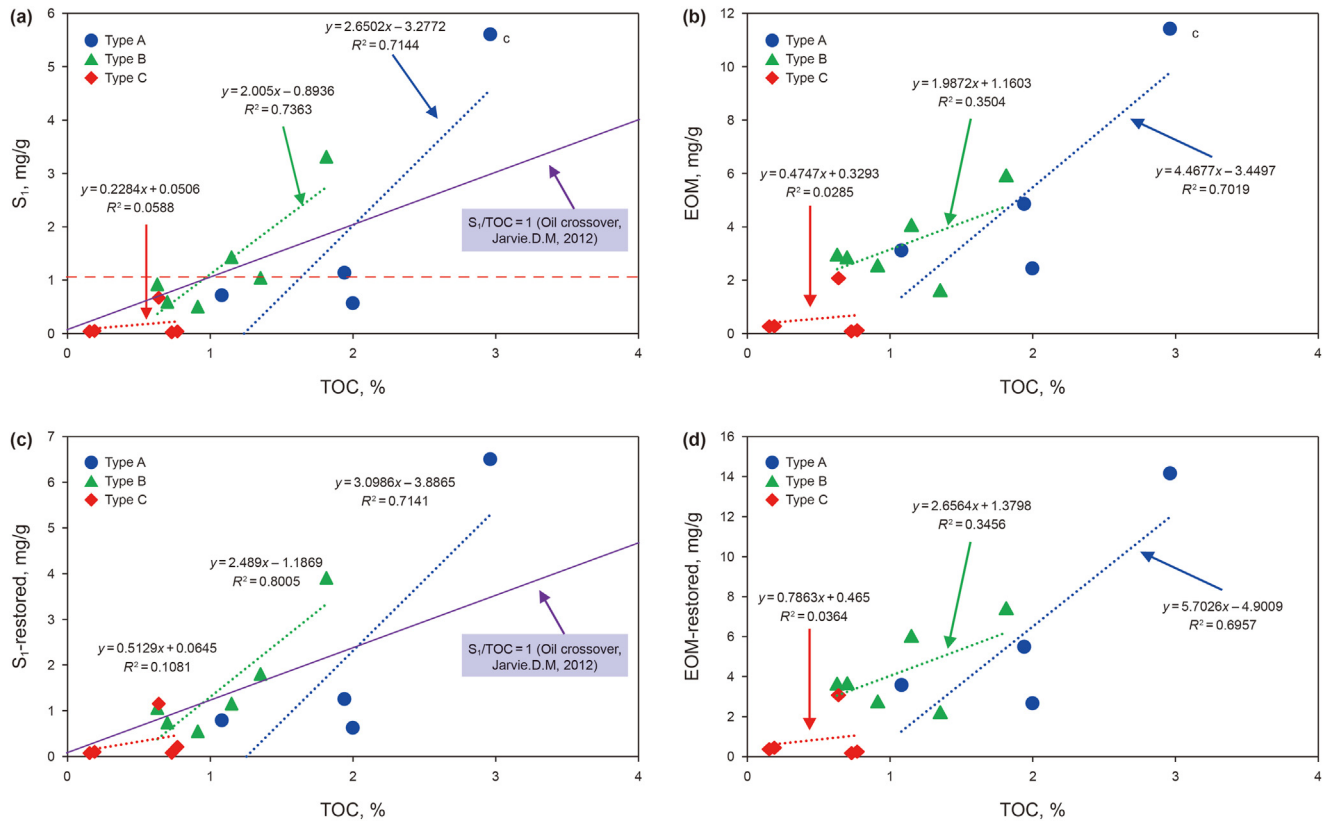 (a)
6
5
4
3
2
1
0
S₁, mg/g
Type A
Type B
Type C
y = 2.6502x – 3.2772
R² = 0.7144
y = 2.005x – 0.8936
R² = 0.7363
y = 0.2284x + 0.0506
R² = 0.0588
c
S₁/TOC = 1 (Oil crossover,
Jarvie.D.M, 2012)
0 1 2 3 4
TOC, %
(b)
12
10
8
6
4
2
0
EOM, mg/g
Type A
Type B
Type C
c
y = 1.9872x + 1.1603
R² = 0.3504
y = 0.4747x + 0.3293
R² = 0.0285
y = 4.4677x – 3.4497
R² = 0.7019
0 1 2 3 4
TOC, %
(c)
7
6
5
4
3
2
1
0
S₁-restored, mg/g
Type A
Type B
Type C
y = 3.0986x – 3.8865
R² = 0.7141
y = 2.489x – 1.1869
R² = 0.8005
y = 0.5129x + 0.0645
R² = 0.1081
S₁/TOC = 1 (Oil crossover,
Jarvie.D.M, 2012)
0 1 2 3 4
TOC, %
(d)
16
14
12
10
8
6
4
2
0
EOM-restored, mg/g
Type A
Type B
Type C
y = 2.6564x + 1.3798
R² = 0.3456
y = 0.7863x + 0.465
R² = 0.0364
y = 5.7026x – 4.9009
R² = 0.6957
0 1 2 3 4
TOC, %